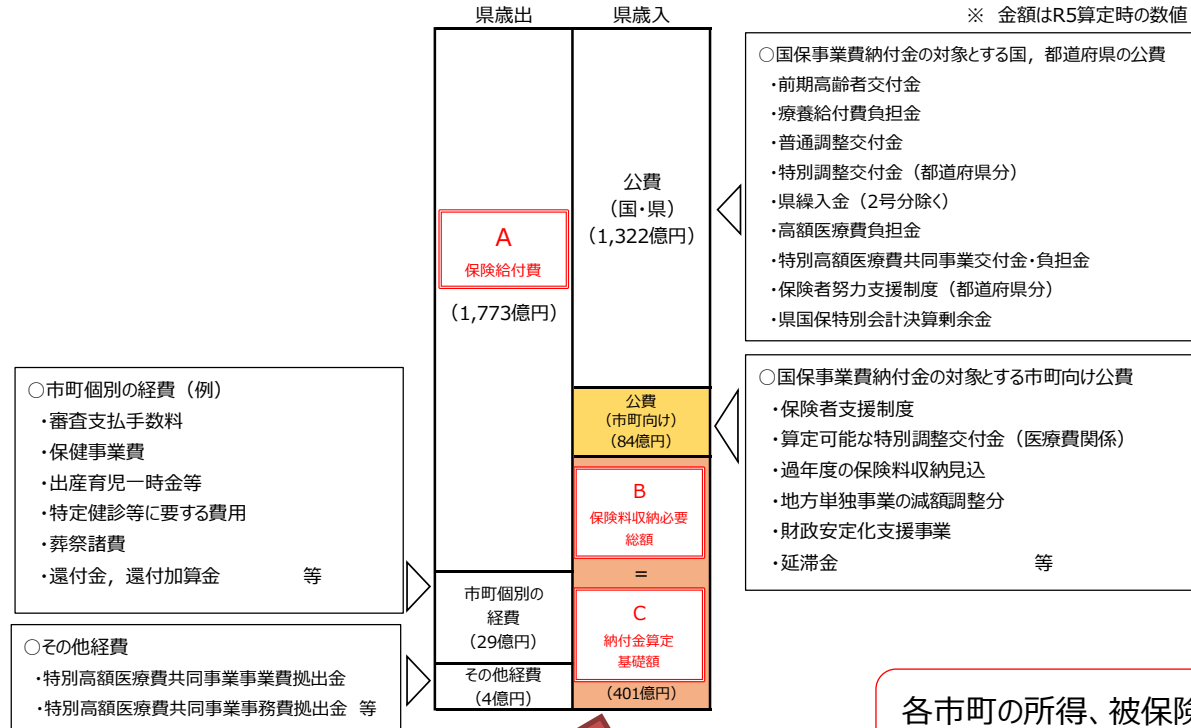 県歳出
県歳入
※ 金額はR5算定時の数値
○国保事業費納付金の対象とする国，都道府県の公費
・前期高齢者交付金
・療養給付費負担金
・普通調整交付金
・特別調整交付金（都道府県分）
・県繰入金（2号分除く）
・高額医療費負担金
・特別高額医療費共同事業交付金・負担金
・保険者努力支援制度（都道府県分）
・県国保特別会計決算剰余金
公費
（国・県）
（1,322億円）
A
保険給付費
（1,773億円）
○市町個別の経費（例）
・審査支払手数料
・保健事業費
・出産育児一時金等
・特定健診等に要する費用
・葬祭諸費
・還付金，還付加算金　　　　等
公費
（市町向け）
（84億円）
○国保事業費納付金の対象とする市町向け公費
・保険者支援制度
・算定可能な特別調整交付金（医療費関係）
・過年度の保険料収納見込
・地方単独事業の減額調整分
・財政安定化支援事業
・延滞金　　　　　　　　　等
B
保険料収納必要
総額
=
C
納付金算定
基礎額
（401億円）
市町個別の
経費
（29億円）
その他経費
（4億円）
○その他経費
・特別高額医療費共同事業事業費拠出金
・特別高額医療費共同事業事務費拠出金 等
各市町の所得、被保険